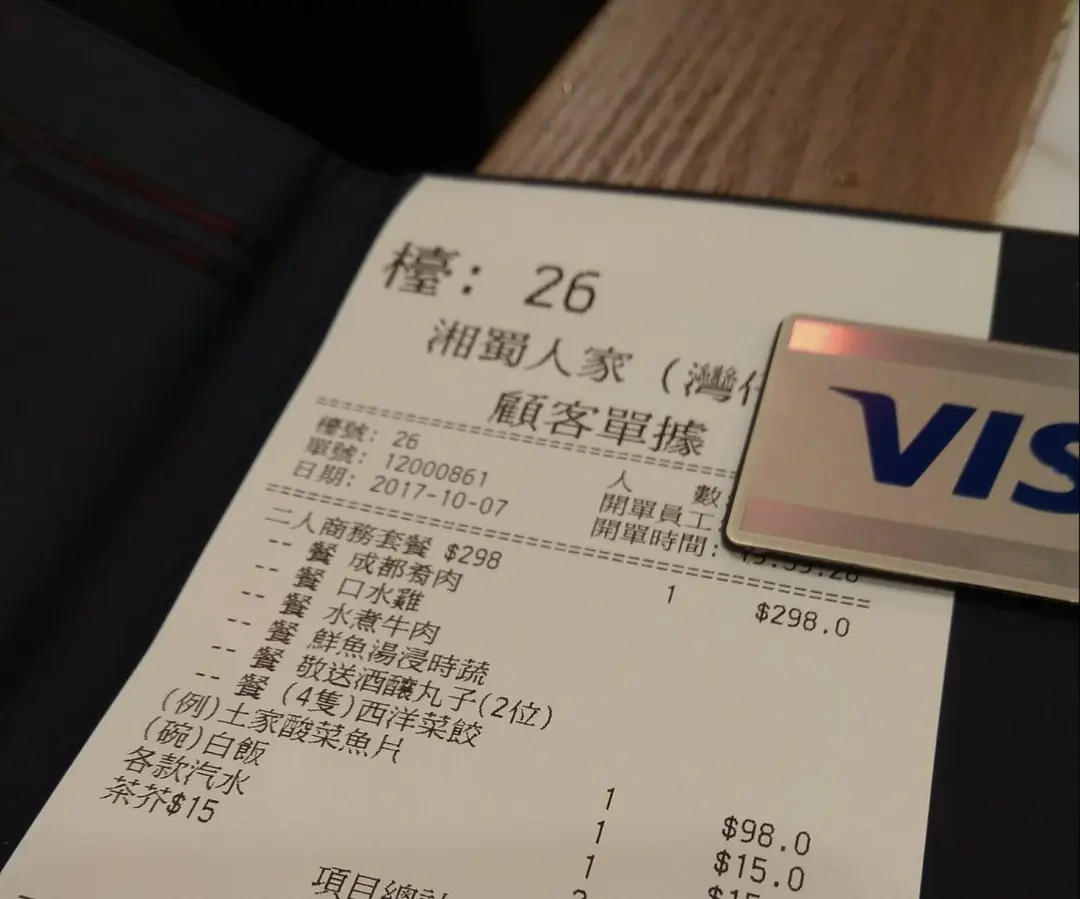 檯: 26
湘蜀人家 (灣仔
顧客單據
檯號: 26
人 數
單號: 12000861
開單員工
日期: 2017-10-07
開單時間:
二人商務套餐 $298 1 $298.0
-- 餐 成都肴肉
-- 餐 口水雞
-- 餐 水煮牛肉
-- 餐 鮮魚湯浸時蔬
-- 餐 敬送酒釀丸子(2位)
-- 餐 (4隻)西洋菜餃
(例)土家酸菜魚片 1 $98.0
(碗)白飯 1 $15.0
各款汽水 1
茶芥$15
項目總
VIS